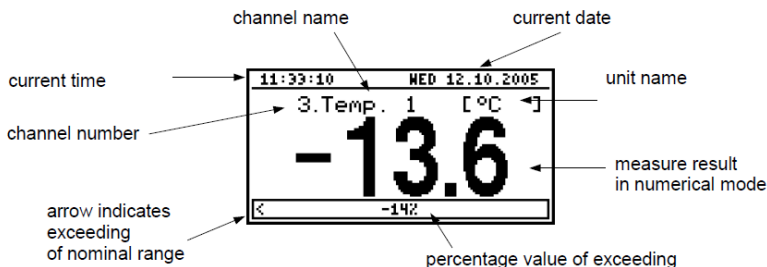 channel name
current date
current time
11:33:10 WED 12.10.2005
unit name
3.Temp. 1 [°C ]
channel number
-13.6
measure result
in numerical mode
arrow indicates
exceeding
of nominal range
< -14%
percentage value of exceeding